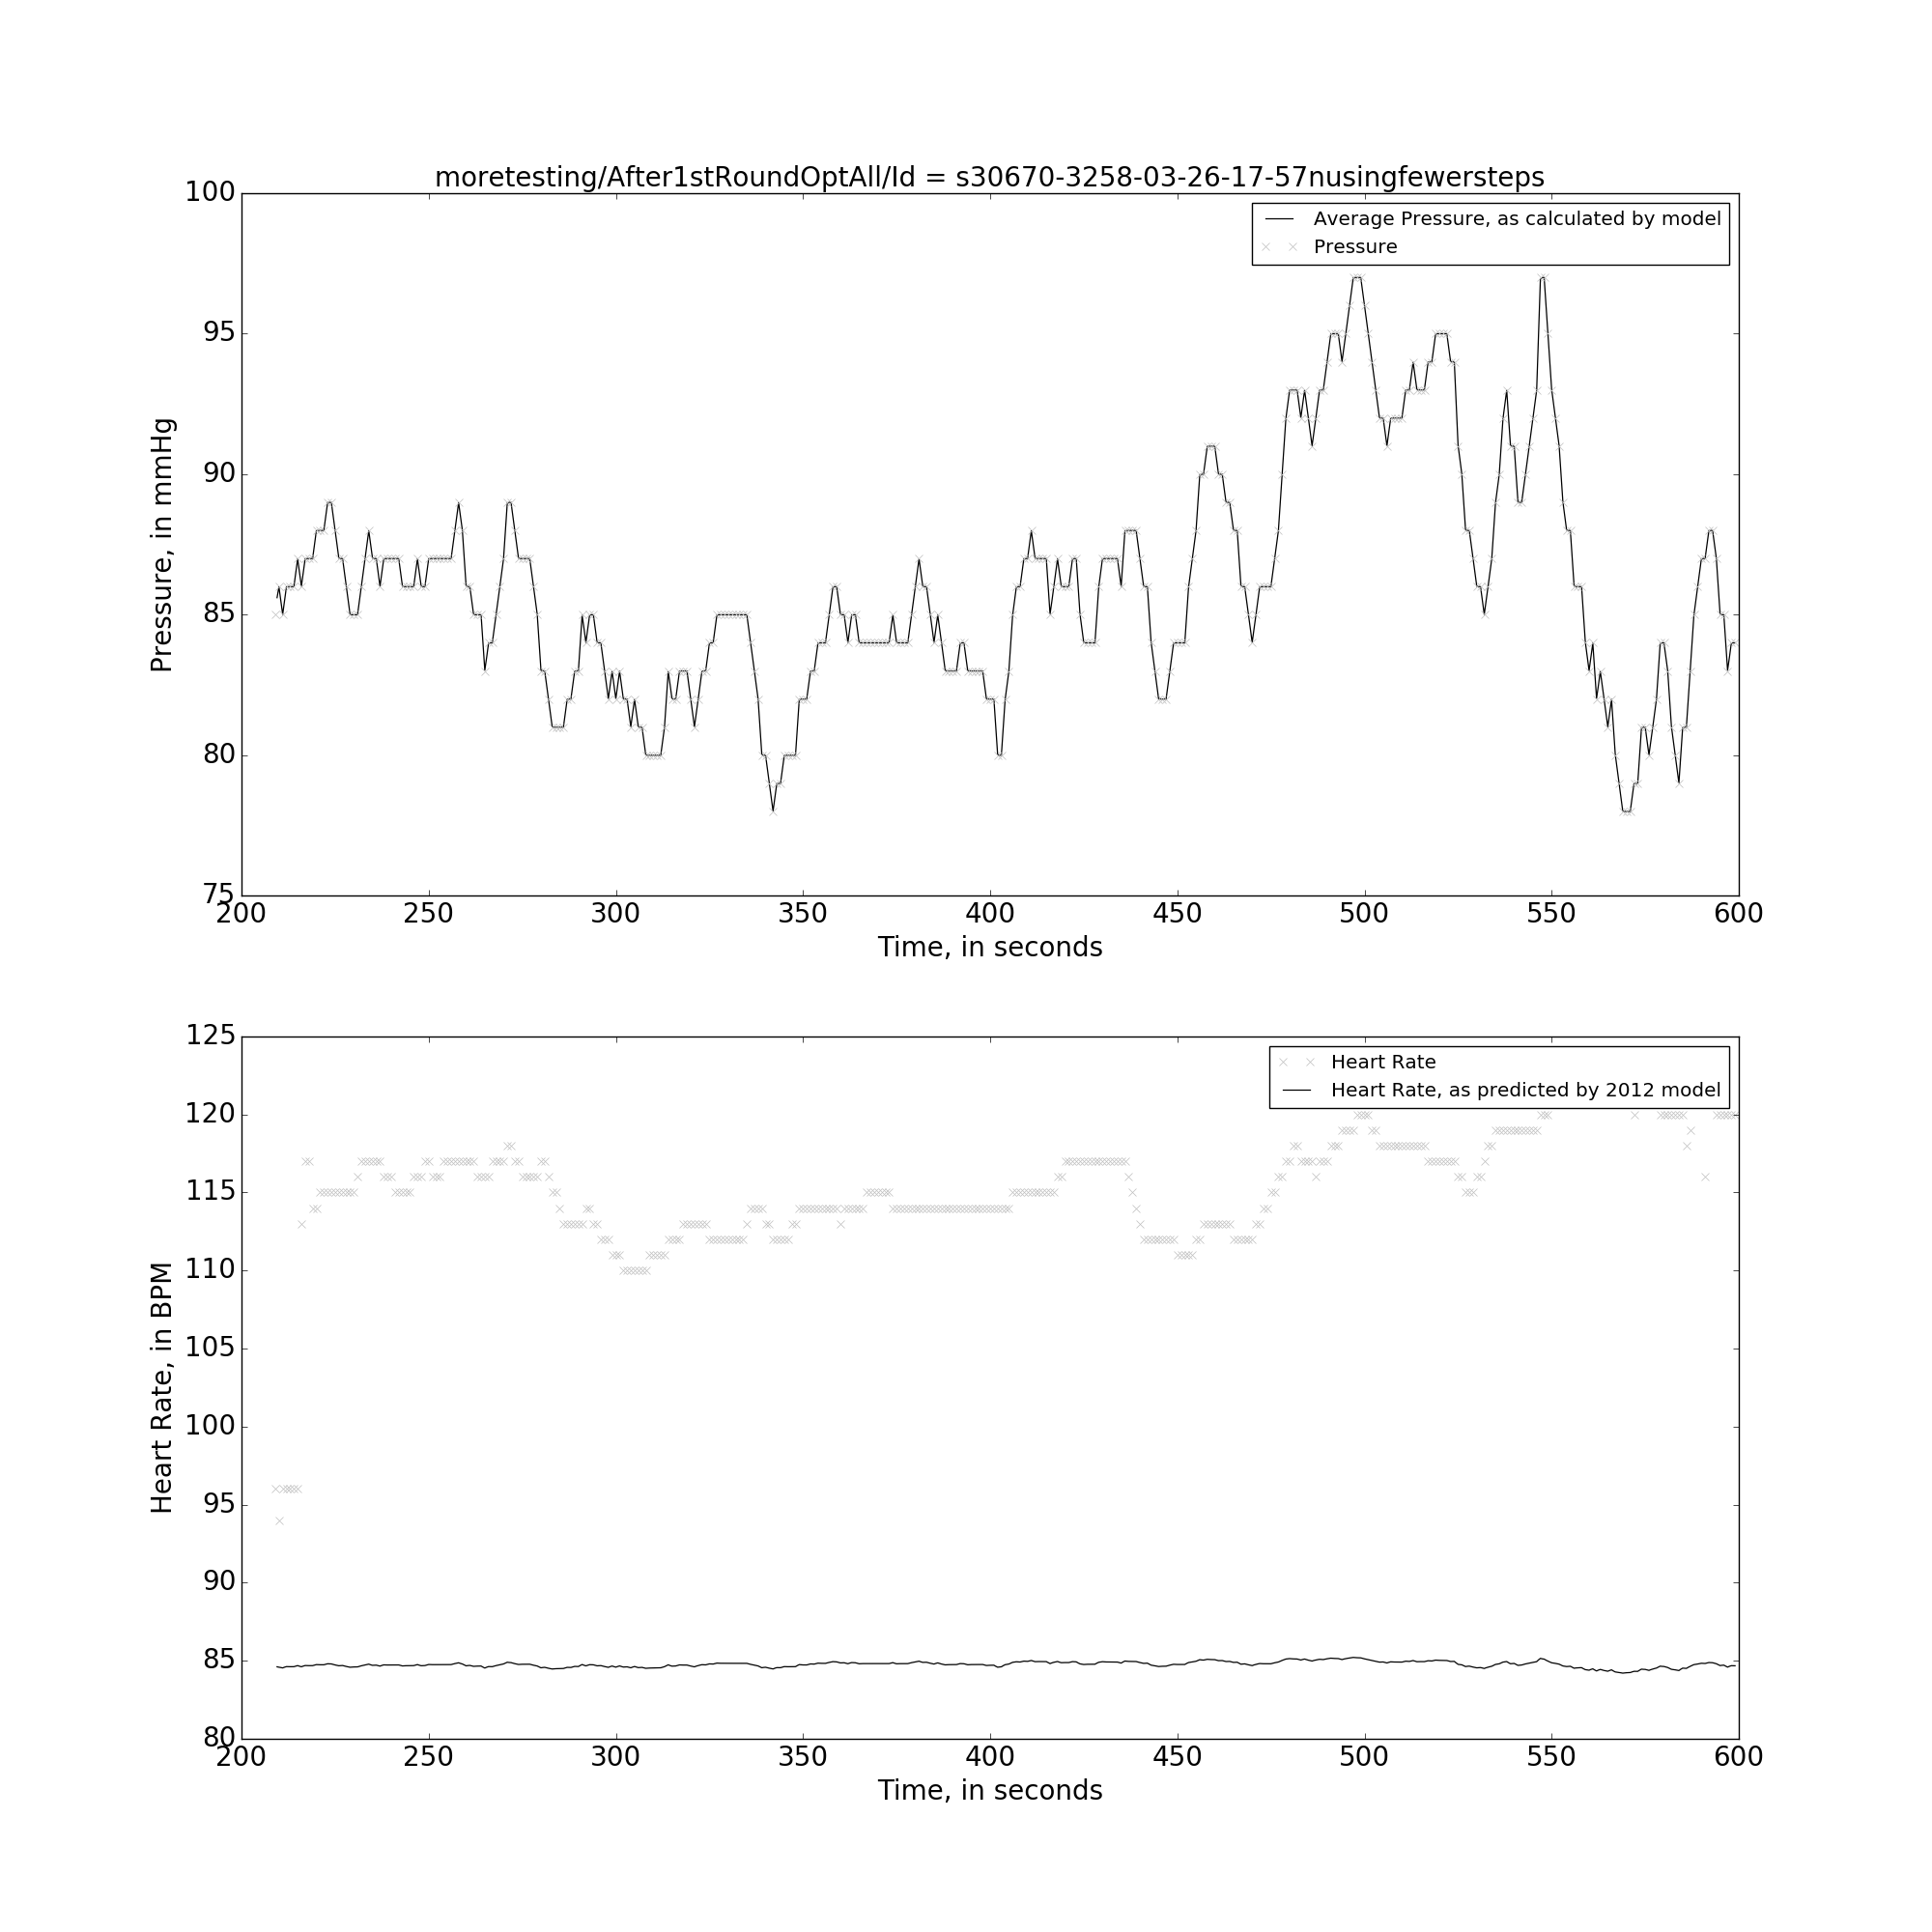 moretesting/After1stRoundOptAll/Id = s30670-3258-03-26-17-57nusingfewersteps
Average Pressure, as calculated by model
Pressure
100
95
90
85
80
75
Pressure, in mmHg
200 250 300 350 400 450 500 550 600
Time, in seconds
Heart Rate
Heart Rate, as predicted by 2012 model
125
120
115
110
105
100
95
90
85
80
Heart Rate, in BPM
200 250 300 350 400 450 500 550 600
Time, in seconds